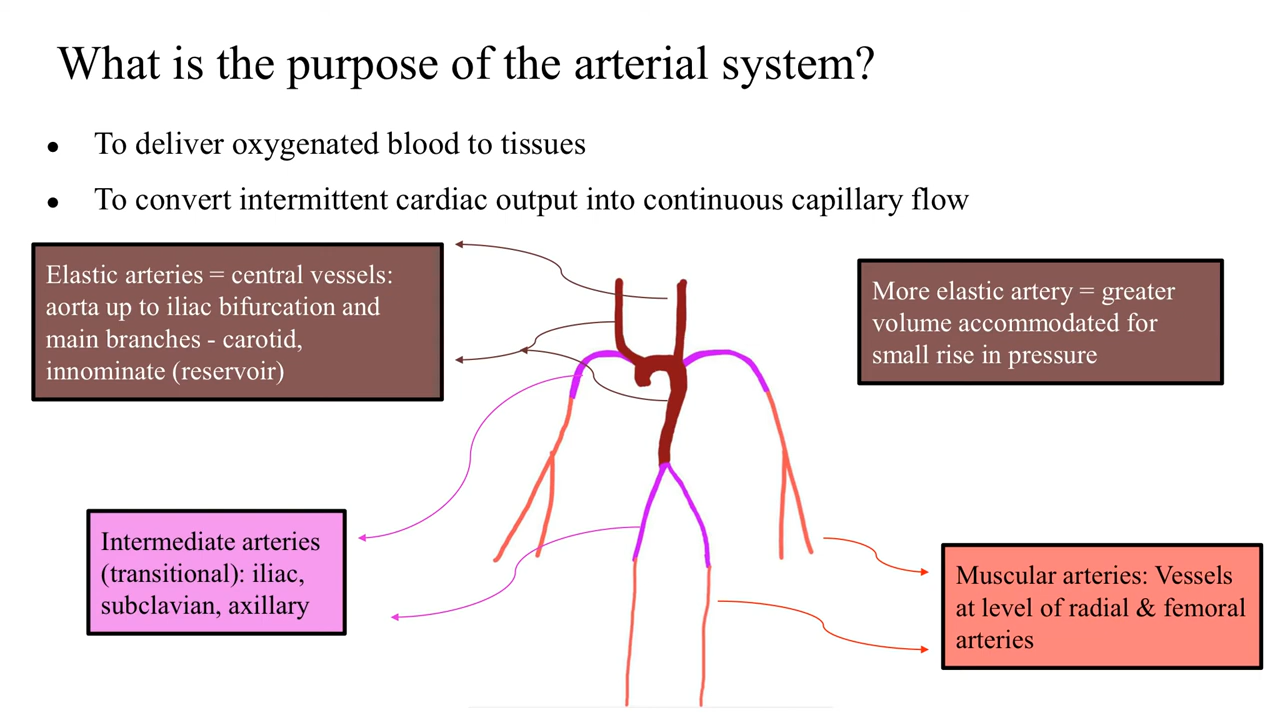 What is the purpose of the arterial system?
● To deliver oxygenated blood to tissues
● To convert intermittent cardiac output into continuous capillary flow
Elastic arteries = central vessels:
aorta up to iliac bifurcation and
main branches - carotid,
innominate (reservoir)
More elastic artery = greater
volume accommodated for
small rise in pressure
Intermediate arteries
(transitional): iliac,
subclavian, axillary
Muscular arteries: Vessels
at level of radial & femoral
arteries